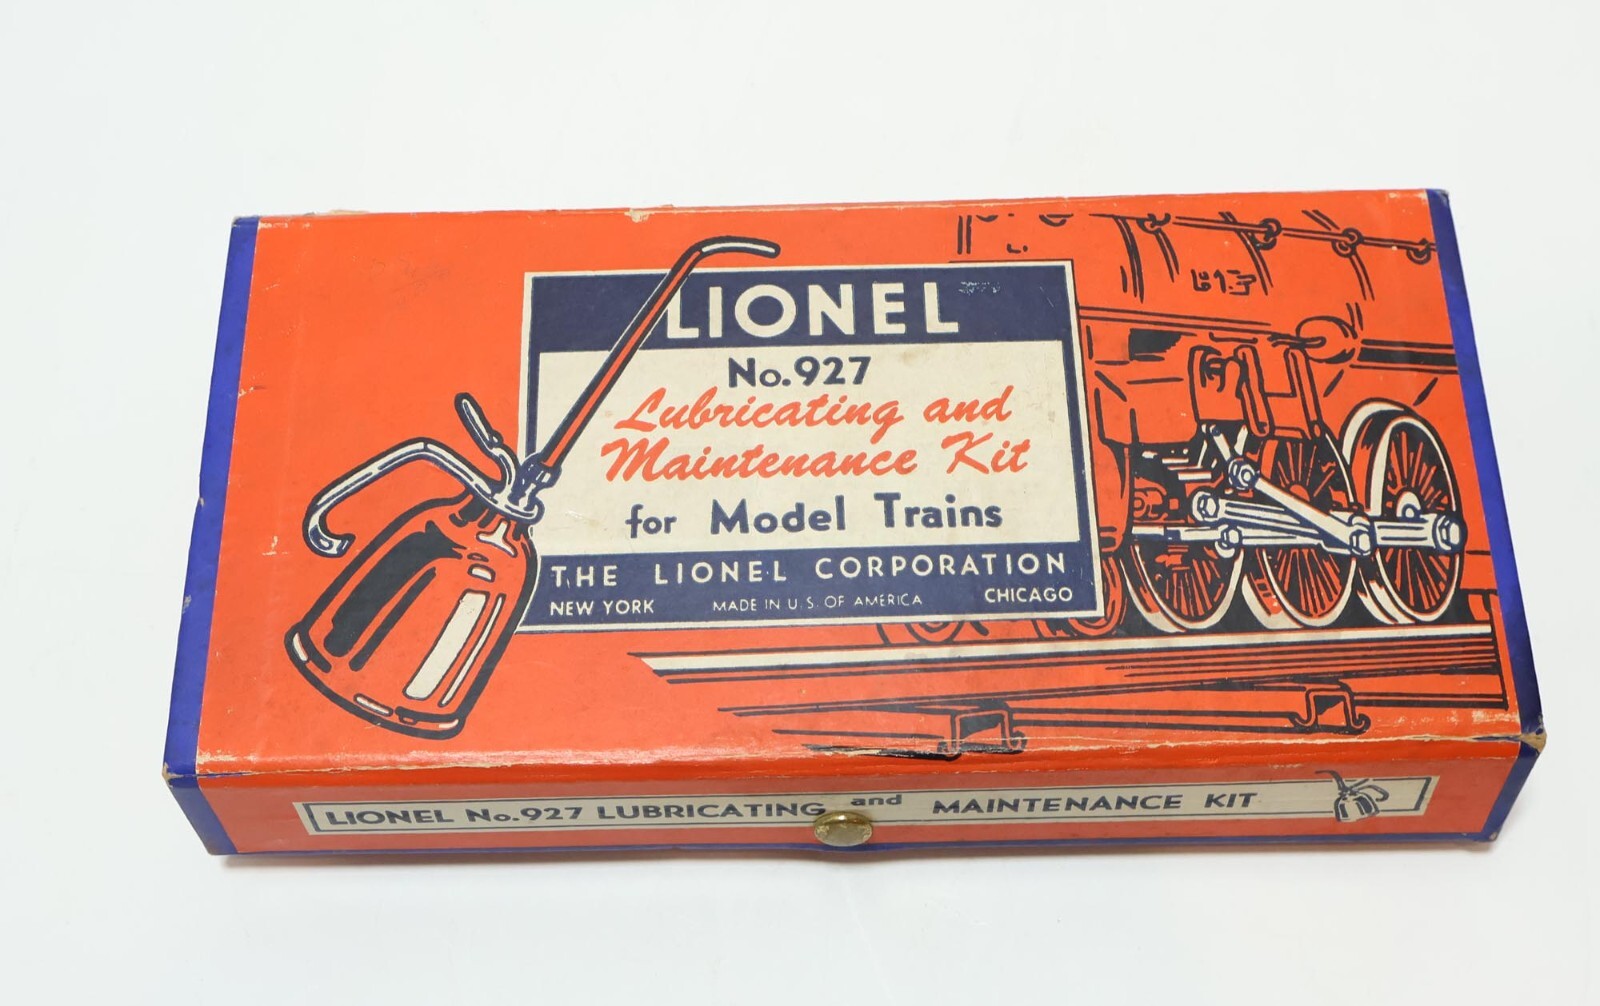 LIONEL
No. 927
Lubricating and
Maintenance Kit
for Model Trains
THE LIONEL CORPORATION
NEW YORK MADE IN U.S. OF AMERICA CHICAGO
LIONEL No. 927 LUBRICATING and MAINTENANCE KIT